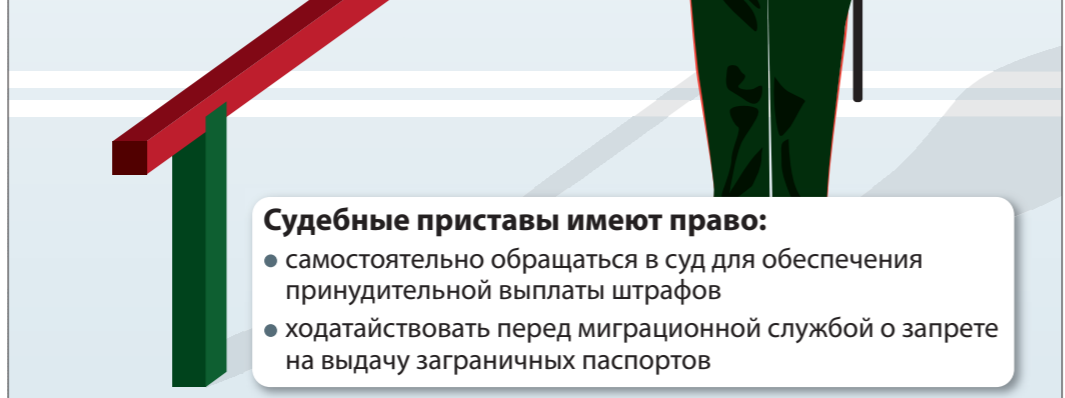 Судебные приставы имеют право:
● самостоятельно обращаться в суд для обеспечения
принудительной выплаты штрафов
● ходатайствовать перед миграционной службой о запрете
на выдачу заграничных паспортов